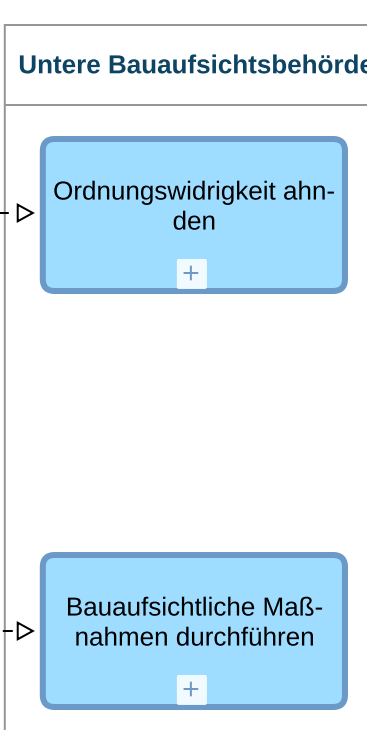 Untere Bauaufsichtsbehörde
Ordnungswidrigkeit ahn-
den
+
Bauaufsichtliche Maß-
nahmen durchführen
+